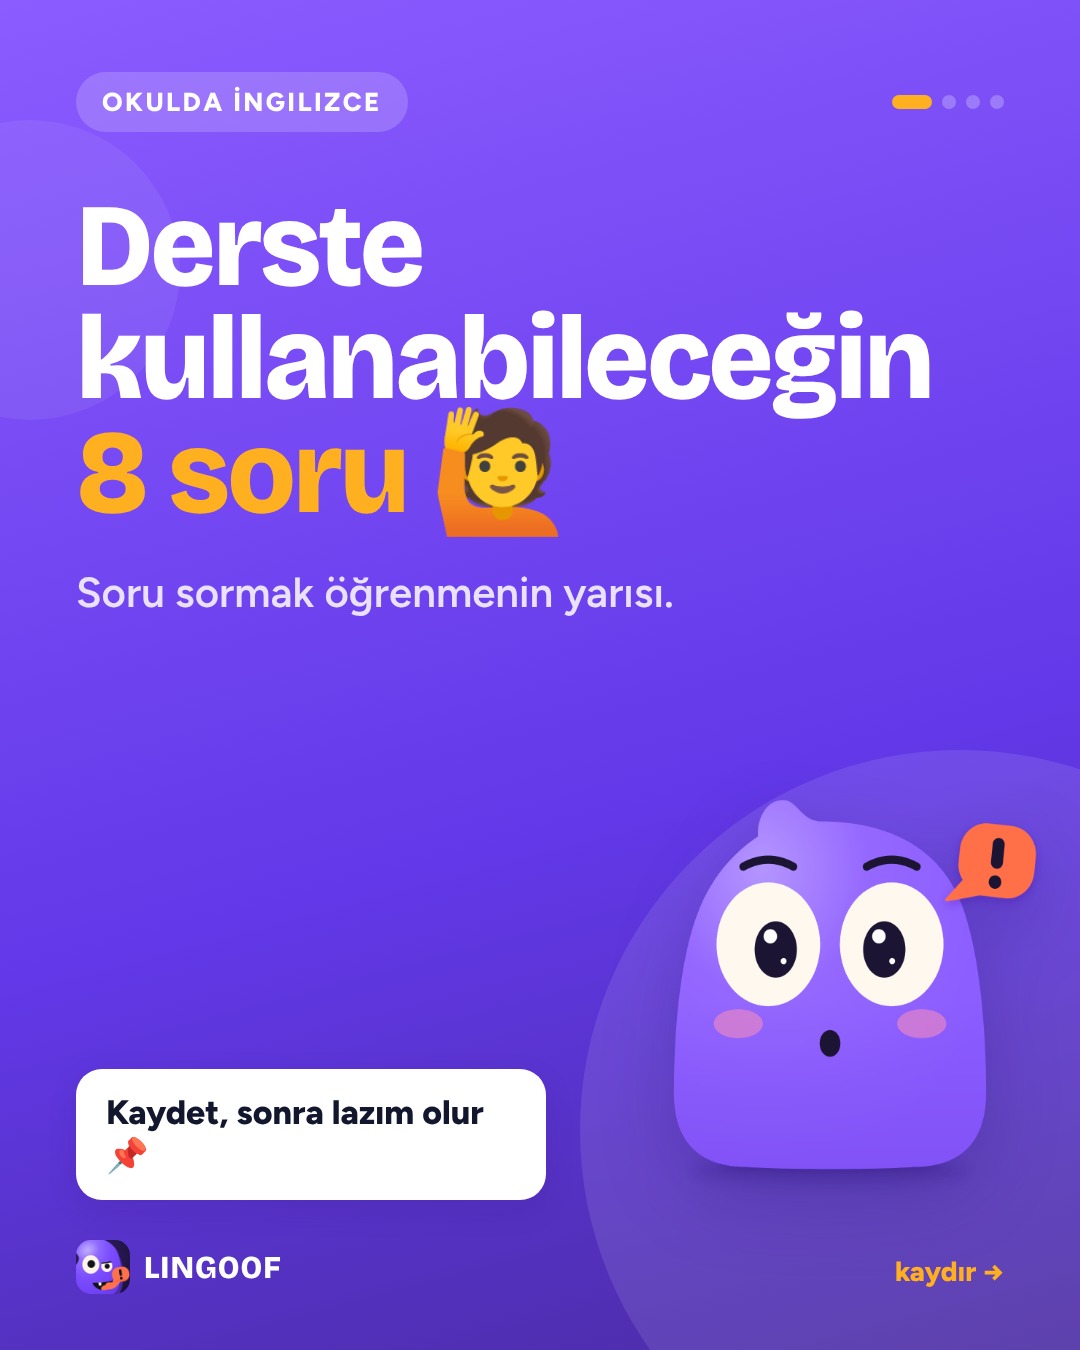 OKULDA İNGILIZCE
Derste
kullanabileceğin
8 soru 🙋
Soru sormak öğrenmenin yarısı.
!
Kaydet, sonra lazım olur
📌
LINGOOF
kaydır →